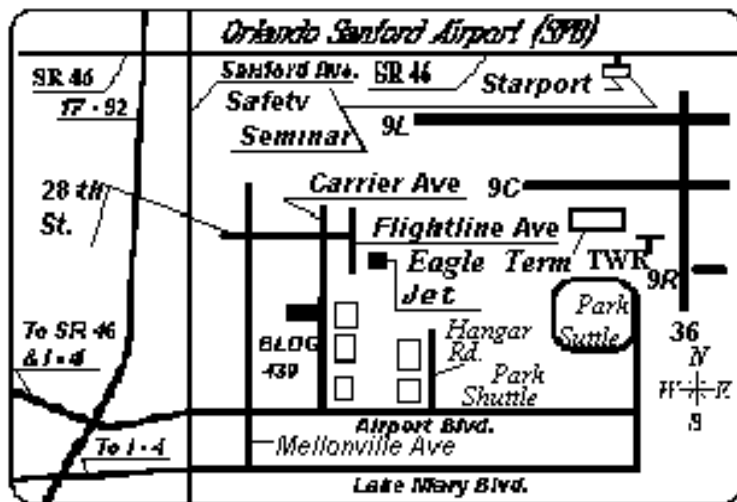 Orlando Sanford Airport (SFB)
SR 46
Sanford Ave.
SR 46
Starport
17-92
Safety
Seminar
9L
28 th
St.
Carrier Ave
9C
Flightline Ave
Eagle
Jet
Term
TWR
9R
To SR 46
& I-4
BLDG
439
Hangar
Rd.
Park
Shuttle
Park
Suttle
36
N
W
E
S
Airport Blvd.
Mellonville Ave
To I-4
Lake Mary Blvd.